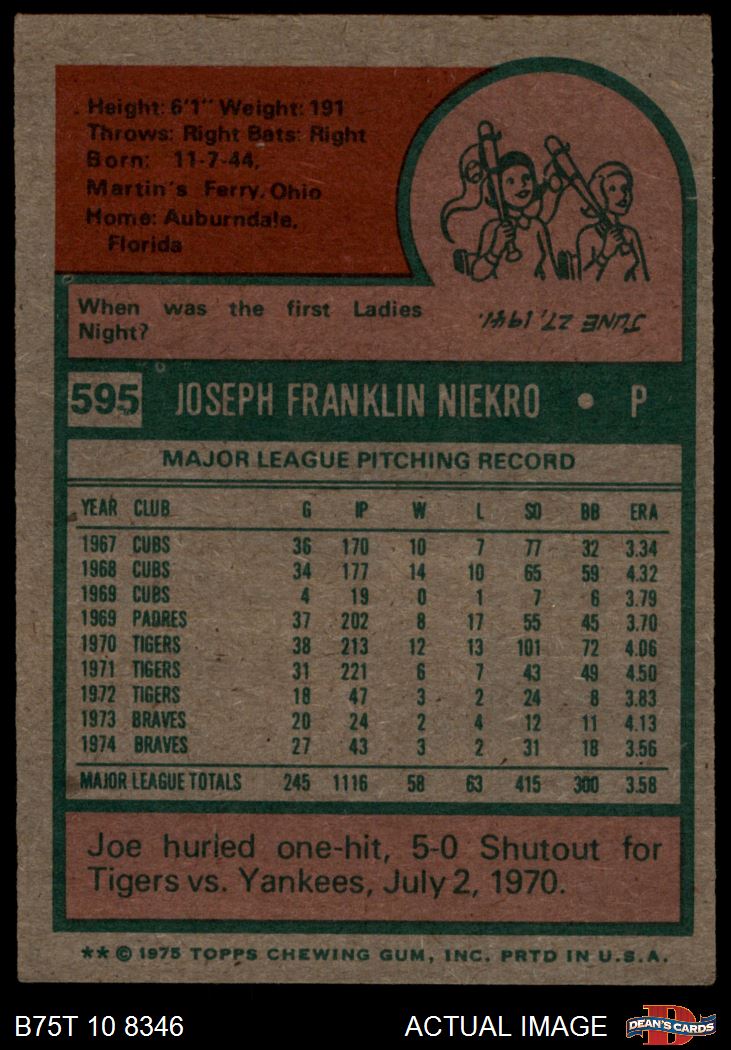 Height: 6'1" Weight: 191
Throws: Right Bats: Right
Born: 11-7-44,
Martin's Ferry, Ohio
Home: Auburndale,
Florida
When was the first Ladies
Night?
JUNE 27, 1941.
595 JOSEPH FRANKLIN NIEKRO • P
MAJOR LEAGUE PITCHING RECORD
YEAR CLUB G IP W L SO BB ERA
1967 CUBS 36 170 10 7 77 32 3.34
1968 CUBS 34 177 14 10 65 59 4.32
1969 CUBS 4 19 0 1 7 6 3.79
1969 PADRES 37 202 8 17 55 45 3.70
1970 TIGERS 38 213 12 13 101 72 4.06
1971 TIGERS 31 221 6 7 43 49 4.50
1972 TIGERS 18 47 3 2 24 8 3.83
1973 BRAVES 20 24 2 4 12 11 4.13
1974 BRAVES 27 43 3 2 31 18 3.56
MAJOR LEAGUE TOTALS 245 1116 58 63 415 300 3.58
Joe hurled one-hit, 5-0 Shutout for
Tigers vs. Yankees, July 2, 1970.
** © 1975 TOPPS CHEWING GUM, INC. PRTD IN U.S.A.
B75T 10 8346 ACTUAL IMAGE D DEAN'S CARDS